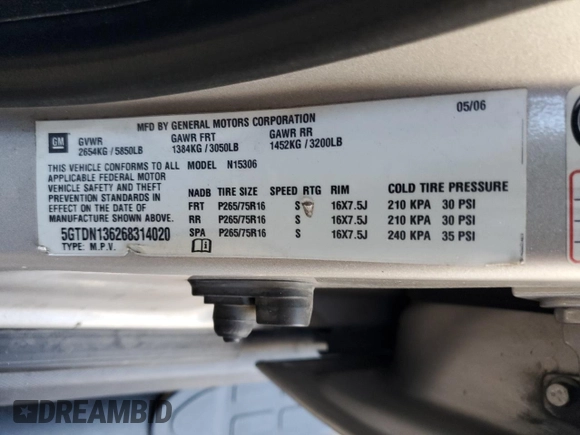 MFD BY GENERAL MOTORS CORPORATION 05/06
GM GVWR GAWR FRT GAWR RR
2654KG / 5850LB 1384KG / 3050LB 1452KG / 3200LB
THIS VEHICLE CONFORMS TO ALL MODEL N15306
APPLICABLE FEDERAL MOTOR
VEHICLE SAFETY AND THEFT
PREVENTION STANDARDS IN
EFFECT ON THE DATE OF
MANUFACTURE SHOWN ABOVE.
5GTDN136268314020
TYPE: M.P.V.
NADB TIRE SIZE SPEED RTG RIM COLD TIRE PRESSURE
FRT P265/75R16 S 16X7.5J 210 KPA 30 PSI
RR P265/75R16 S 16X7.5J 210 KPA 30 PSI
SPA P265/75R16 S 16X7.5J 240 KPA 35 PSI
DREAMBID